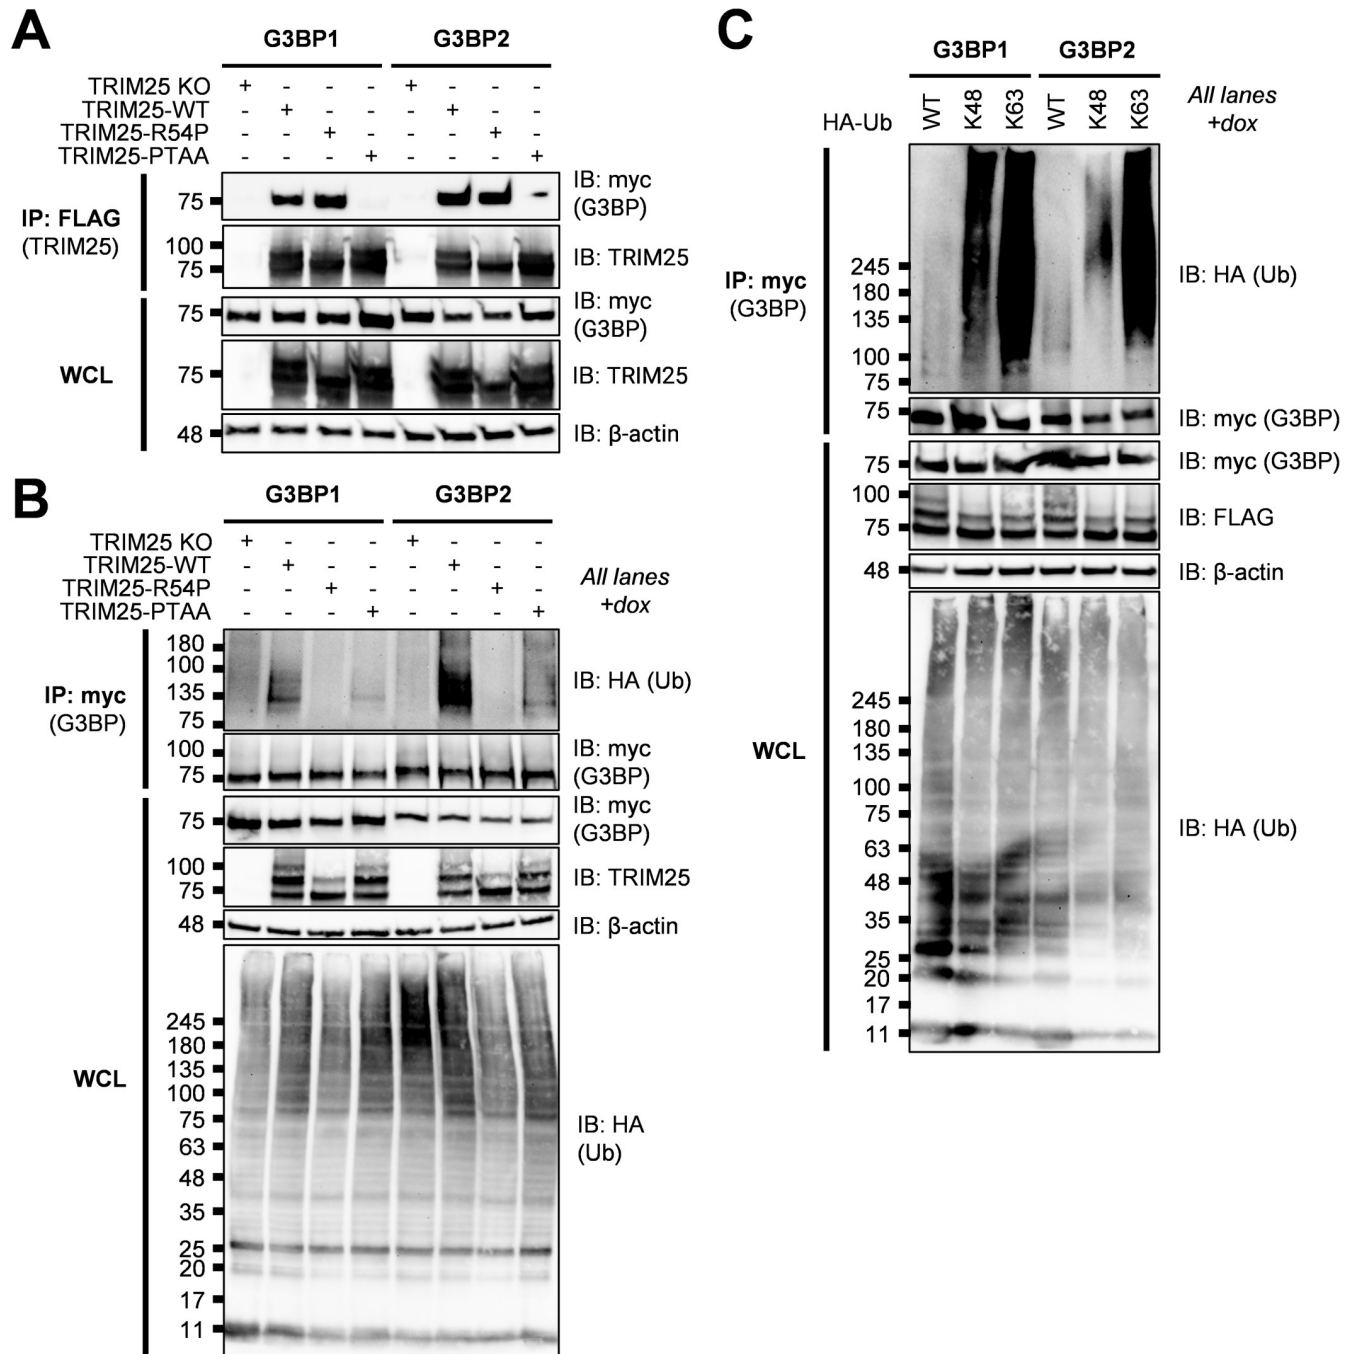 A
G3BP1 G3BP2
TRIM25 KO + - - - + - - -
TRIM25-WT - + - - - + - -
TRIM25-R54P - - + - - - + -
TRIM25-PTAA - - - + - - - +
IP: FLAG
(TRIM25)
75
IB: myc
(G3BP)
100
75
IB: TRIM25
WCL
75
IB: myc
(G3BP)
75
IB: TRIM25
48
IB: β-actin
B
G3BP1 G3BP2
TRIM25 KO + - - - + - - -
TRIM25-WT - + - - - + - -
TRIM25-R54P - - + - - - + -
TRIM25-PTAA - - - + - - - +
All lanes
+dox
IP: myc
(G3BP)
180
100
135
75
IB: HA (Ub)
100
75
IB: myc
(G3BP)
WCL
75
IB: myc
(G3BP)
100
75
IB: TRIM25
48
IB: β-actin
245
180
135
100
75
63
48
35
25
20
17
11
IB: HA
(Ub)
C
G3BP1 G3BP2
HA-Ub WT K48 K63 WT K48 K63
All lanes
+dox
IP: myc
(G3BP)
245
180
135
100
75
IB: HA (Ub)
75
IB: myc (G3BP)
WCL
75
IB: myc (G3BP)
100
75
IB: FLAG
48
IB: β-actin
245
180
135
100
75
63
48
35
25
20
17
11
IB: HA (Ub)